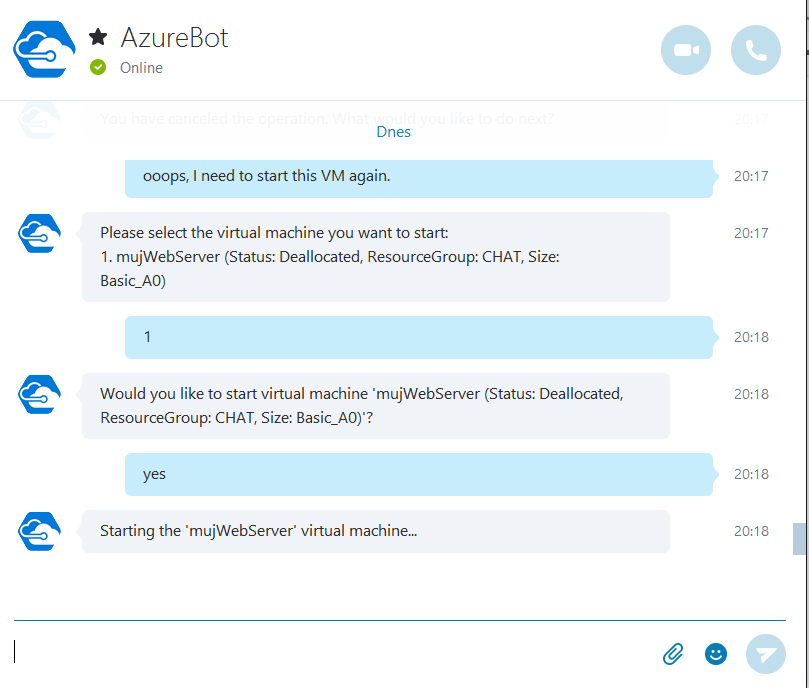 AzureBot
Online
You have canceled the operation. What would you like to do next? 20:17
Dnes
ooops, I need to start this VM again. 20:17
Please select the virtual machine you want to start: 20:17
1. mujWebServer (Status: Deallocated, ResourceGroup: CHAT, Size:
Basic_A0)
1 20:18
Would you like to start virtual machine 'mujWebServer (Status: Deallocated, 20:18
ResourceGroup: CHAT, Size: Basic_A0)'?
yes 20:18
Starting the 'mujWebServer' virtual machine... 20:18